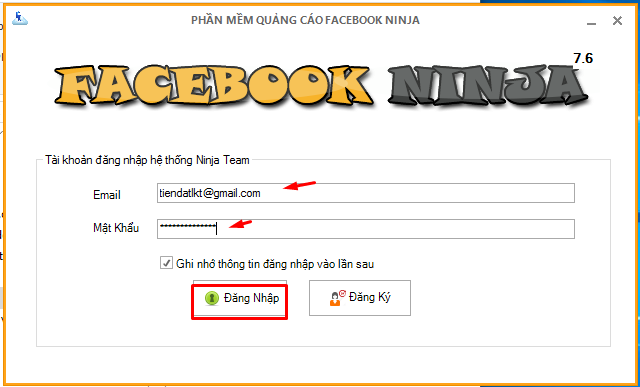 PHẦN MỀM QUẢNG CÁO FACEBOOK NINJA
7.6
FACEBOOK NINJA
Tài khoản đăng nhập hệ thống Ninja Team
Email tiendatlkt@gmail.com
Mật Khẩu **************
Ghi nhớ thông tin đăng nhập vào lần sau
Đăng Nhập Đăng Ký